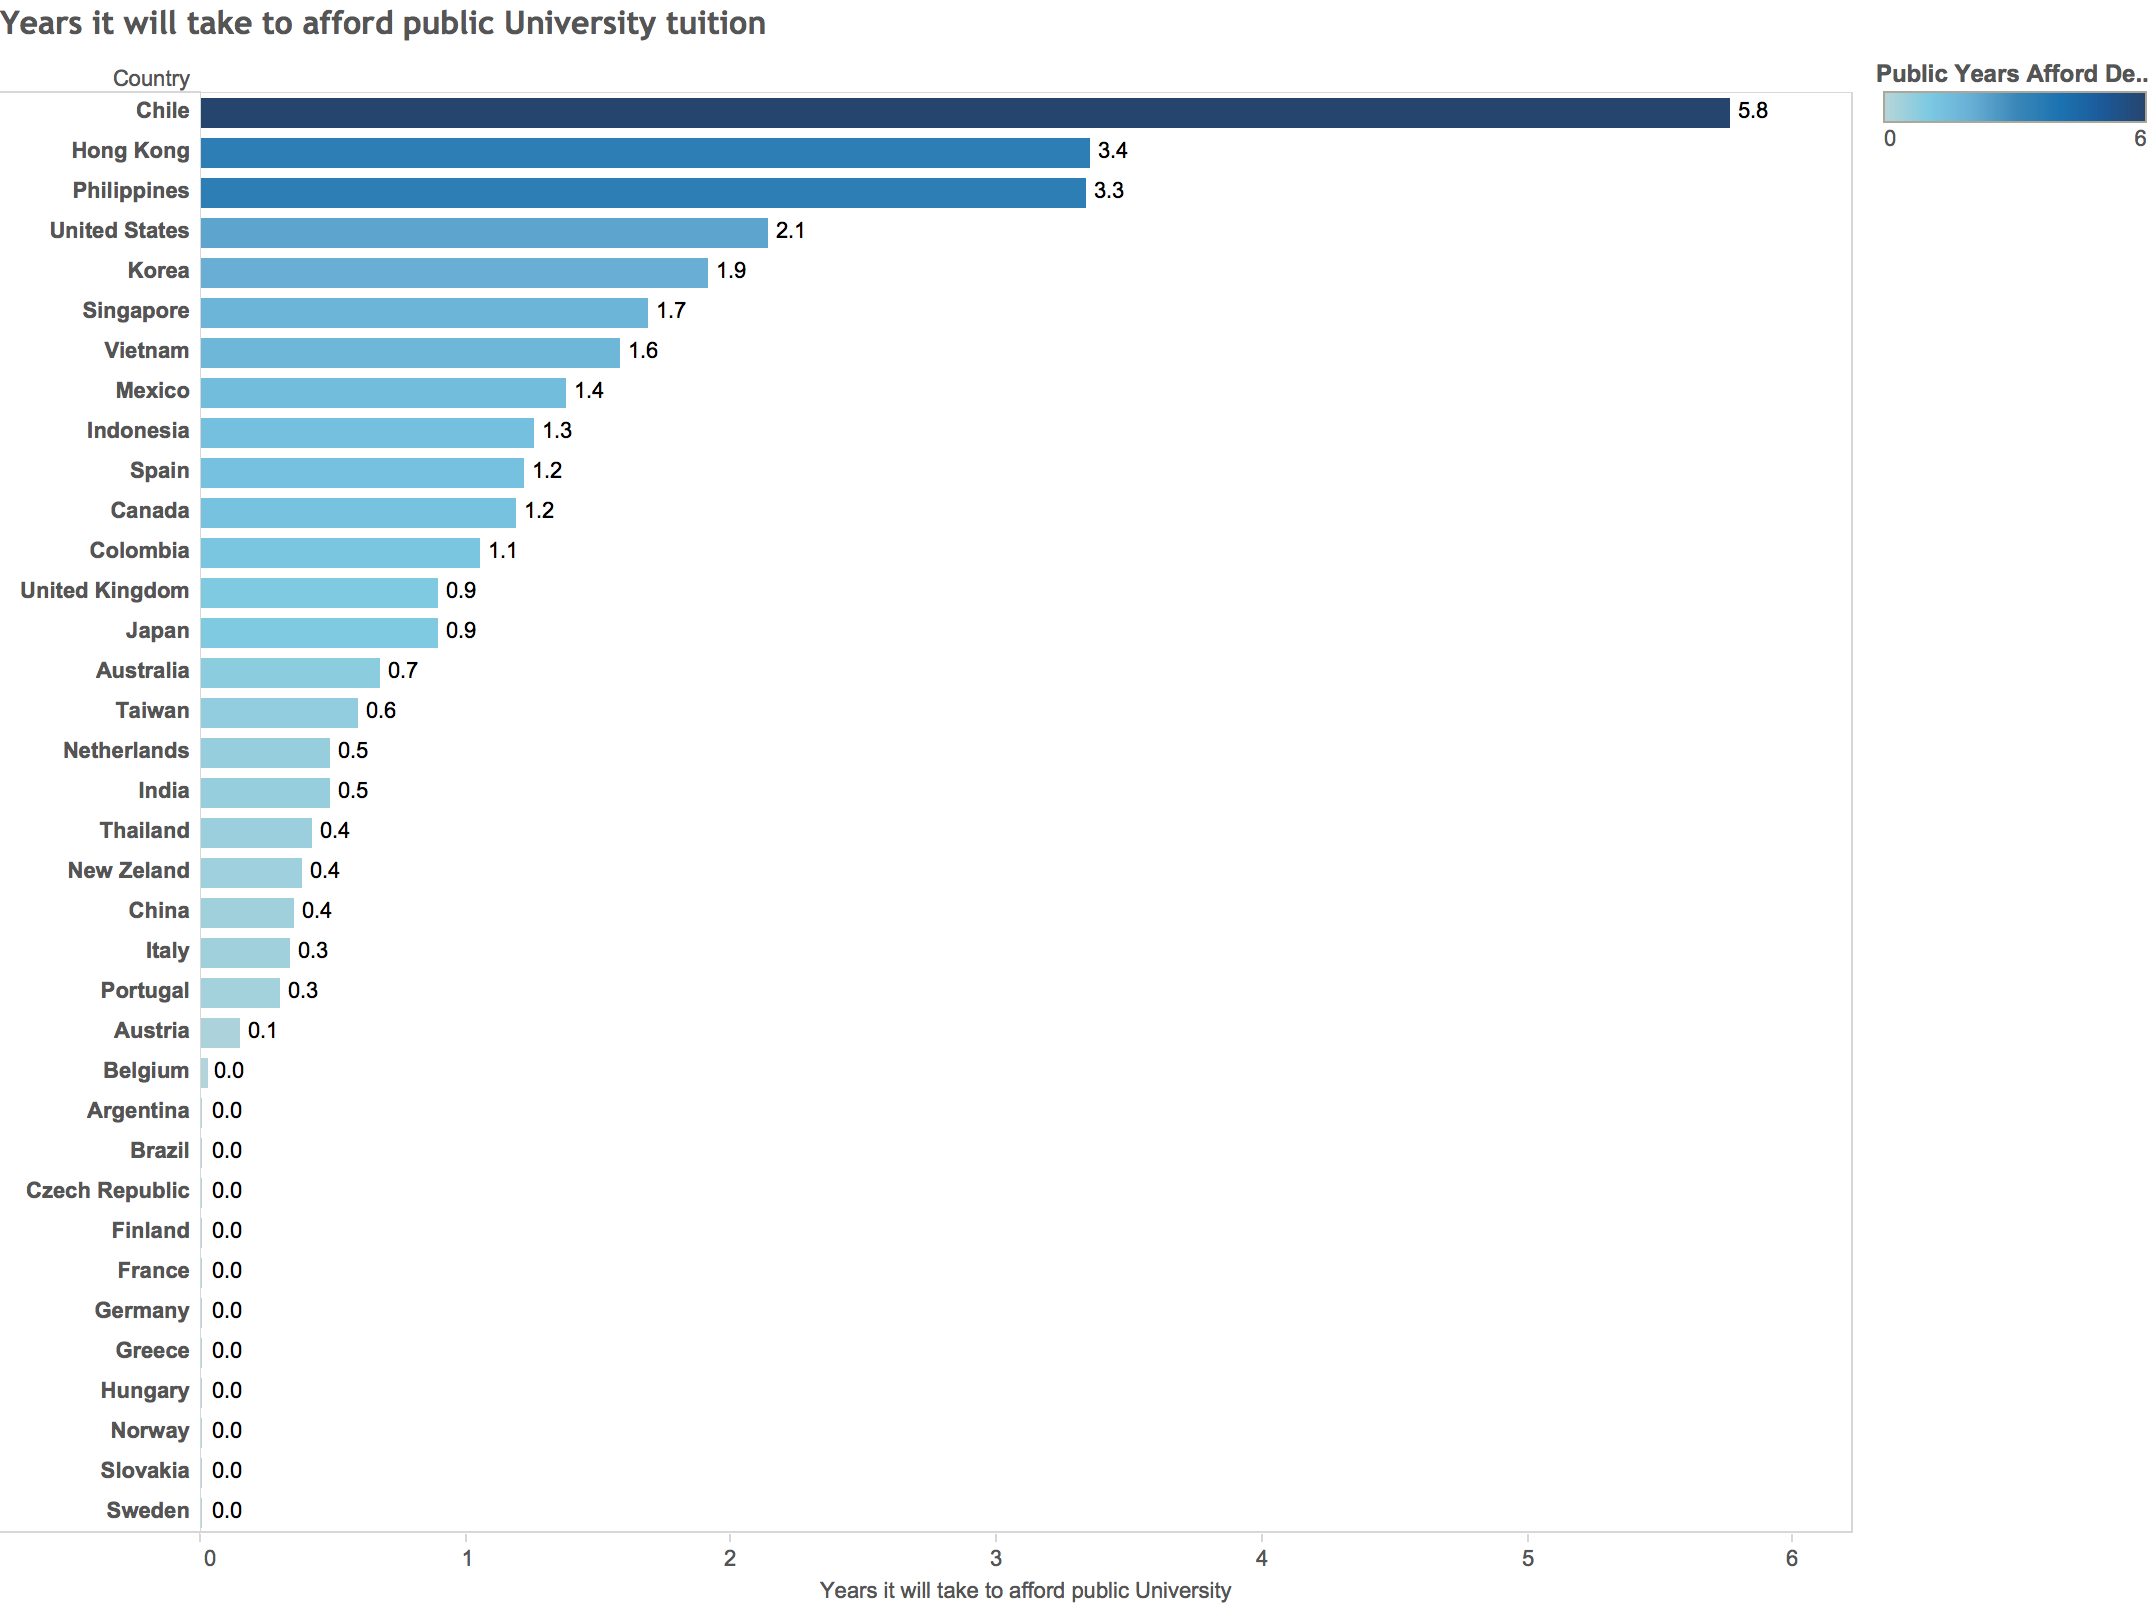 Years it will take to afford public University tuition
Country
Public Years Afford De..
0 6
Chile 5.8
Hong Kong 3.4
Philippines 3.3
United States 2.1
Korea 1.9
Singapore 1.7
Vietnam 1.6
Mexico 1.4
Indonesia 1.3
Spain 1.2
Canada 1.2
Colombia 1.1
United Kingdom 0.9
Japan 0.9
Australia 0.7
Taiwan 0.6
Netherlands 0.5
India 0.5
Thailand 0.4
New Zeland 0.4
China 0.4
Italy 0.3
Portugal 0.3
Austria 0.1
Belgium 0.0
Argentina 0.0
Brazil 0.0
Czech Republic 0.0
Finland 0.0
France 0.0
Germany 0.0
Greece 0.0
Hungary 0.0
Norway 0.0
Slovakia 0.0
Sweden 0.0
0 1 2 3 4 5 6
Years it will take to afford public University